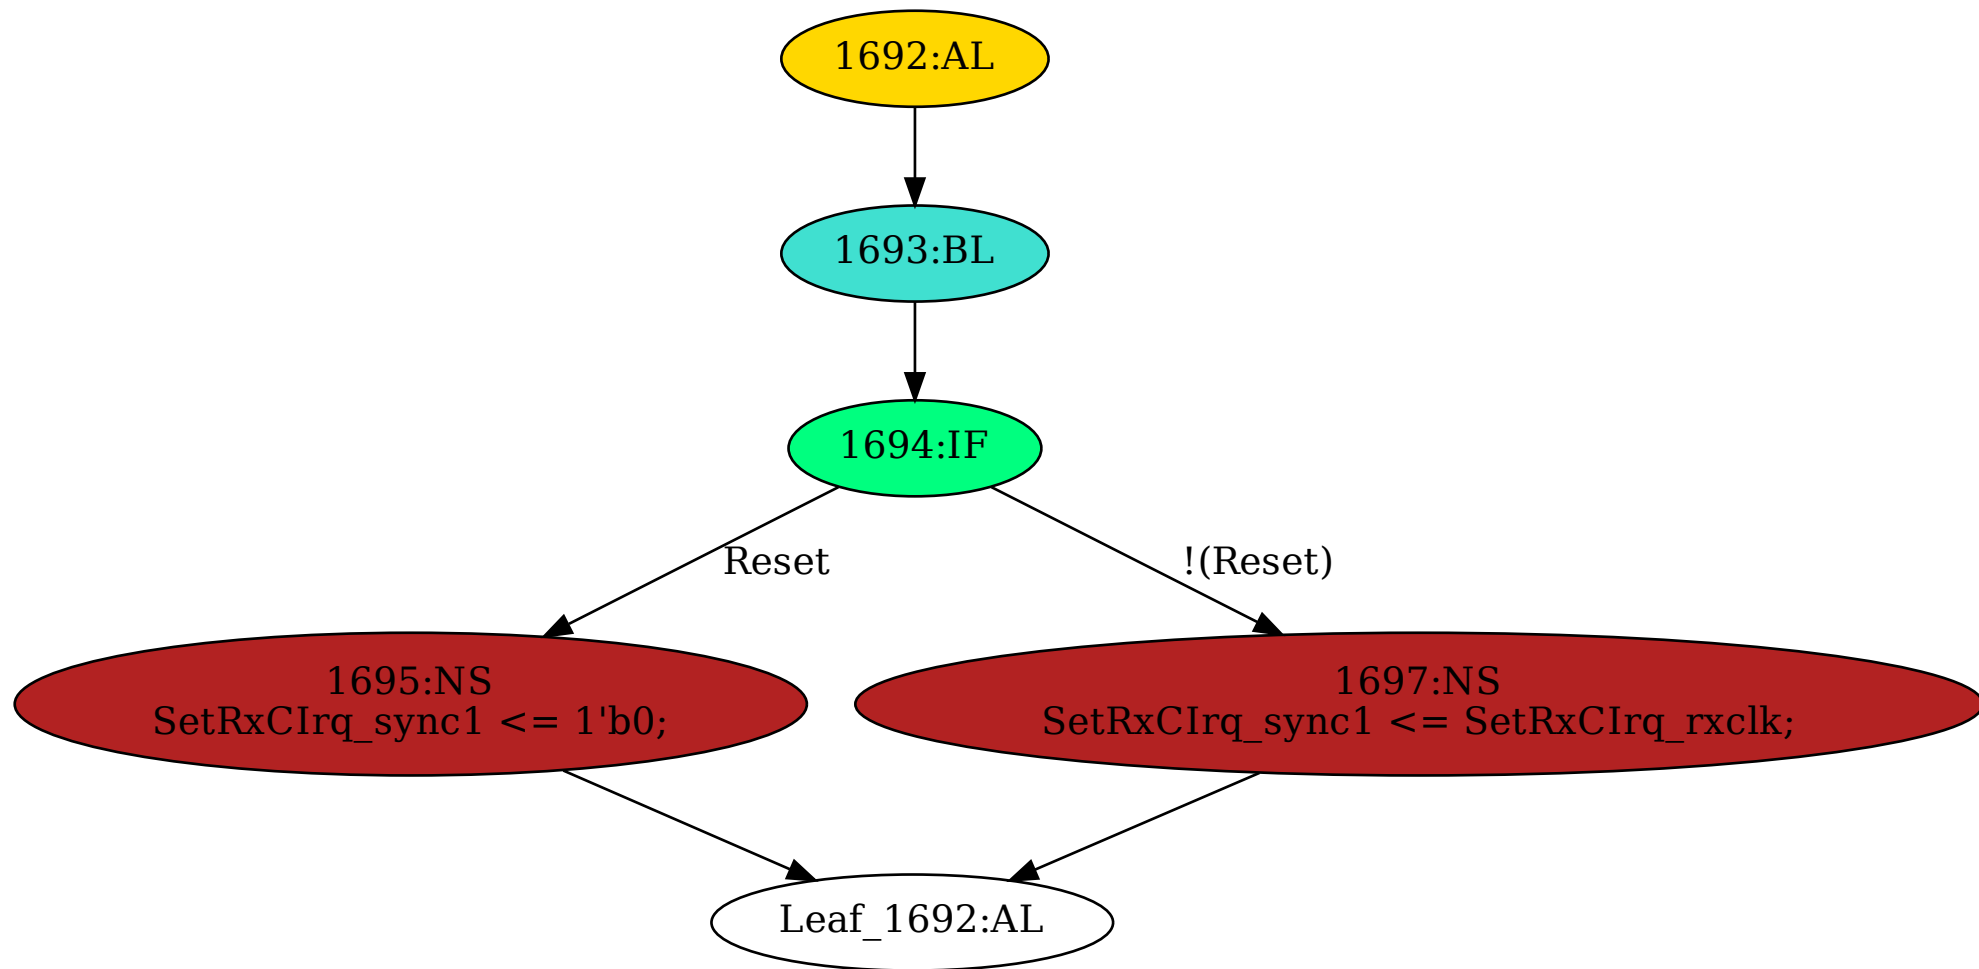 1692:AL
1693:BL
1694:IF
Reset
!(Reset)
1695:NS
SetRxCIrq_sync1 <= 1'b0;
1697:NS
SetRxCIrq_sync1 <= SetRxCIrq_rxclk;
Leaf_1692:AL